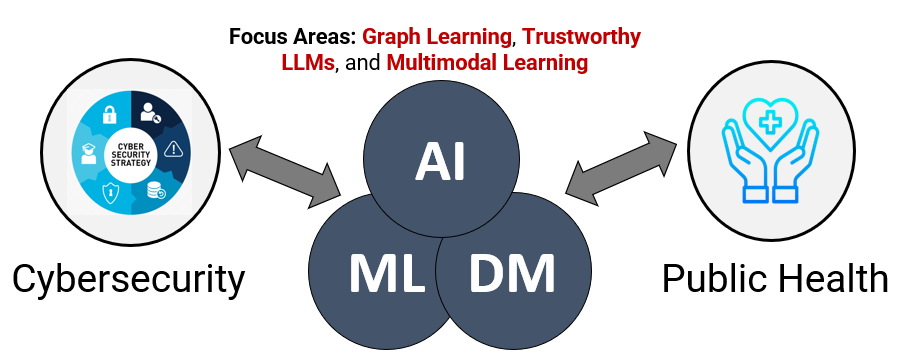 Focus Areas: Graph Learning, Trustworthy
LLMs, and Multimodal Learning
CYBER
SECURITY
STRATEGY
AI
ML
DM
Cybersecurity
Public Health